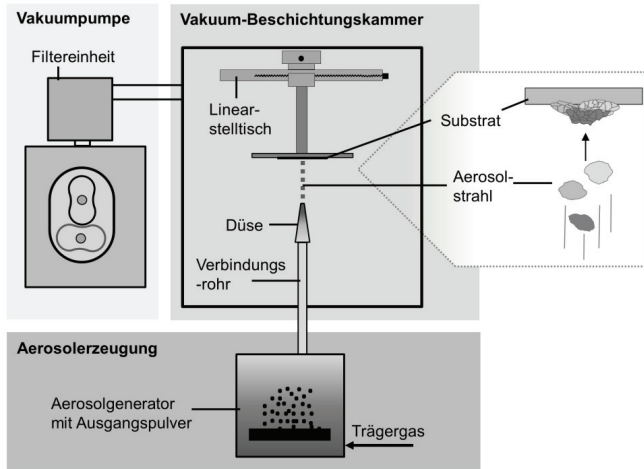 Vakuumpumpe
Filtereinheit
Vakuum-Beschichtungskammer
Linear-
stelltisch
Substrat
Aerosol-
strahl
Düse
Verbindungs
-rohr
Aerosolerzeugung
Aerosolgenerator
mit Ausgangspulver
Trägergas